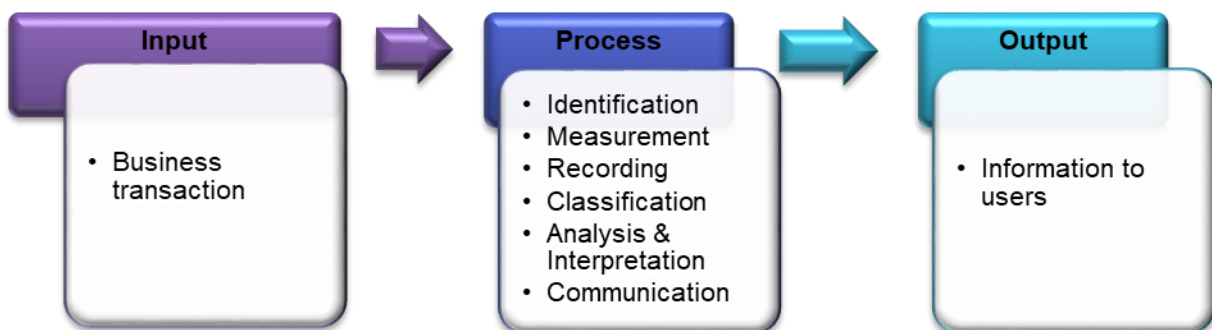 Input
• Business
transaction
Process
• Identification
• Measurement
• Recording
• Classification
• Analysis &
Interpretation
• Communication
Output
• Information to
users